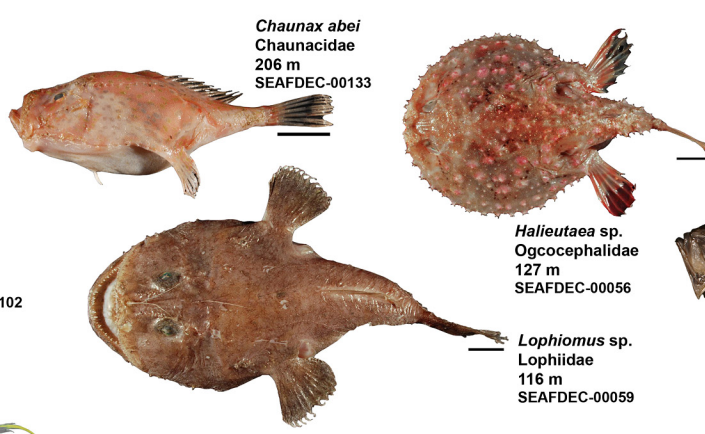 Chaunax abei
Chaunacidae
206 m
SEAFDEC-00133
Halieutaea sp.
Ogcocephalidae
127 m
SEAFDEC-00056
102
Lophiomus sp.
Lophiidae
116 m
SEAFDEC-00059